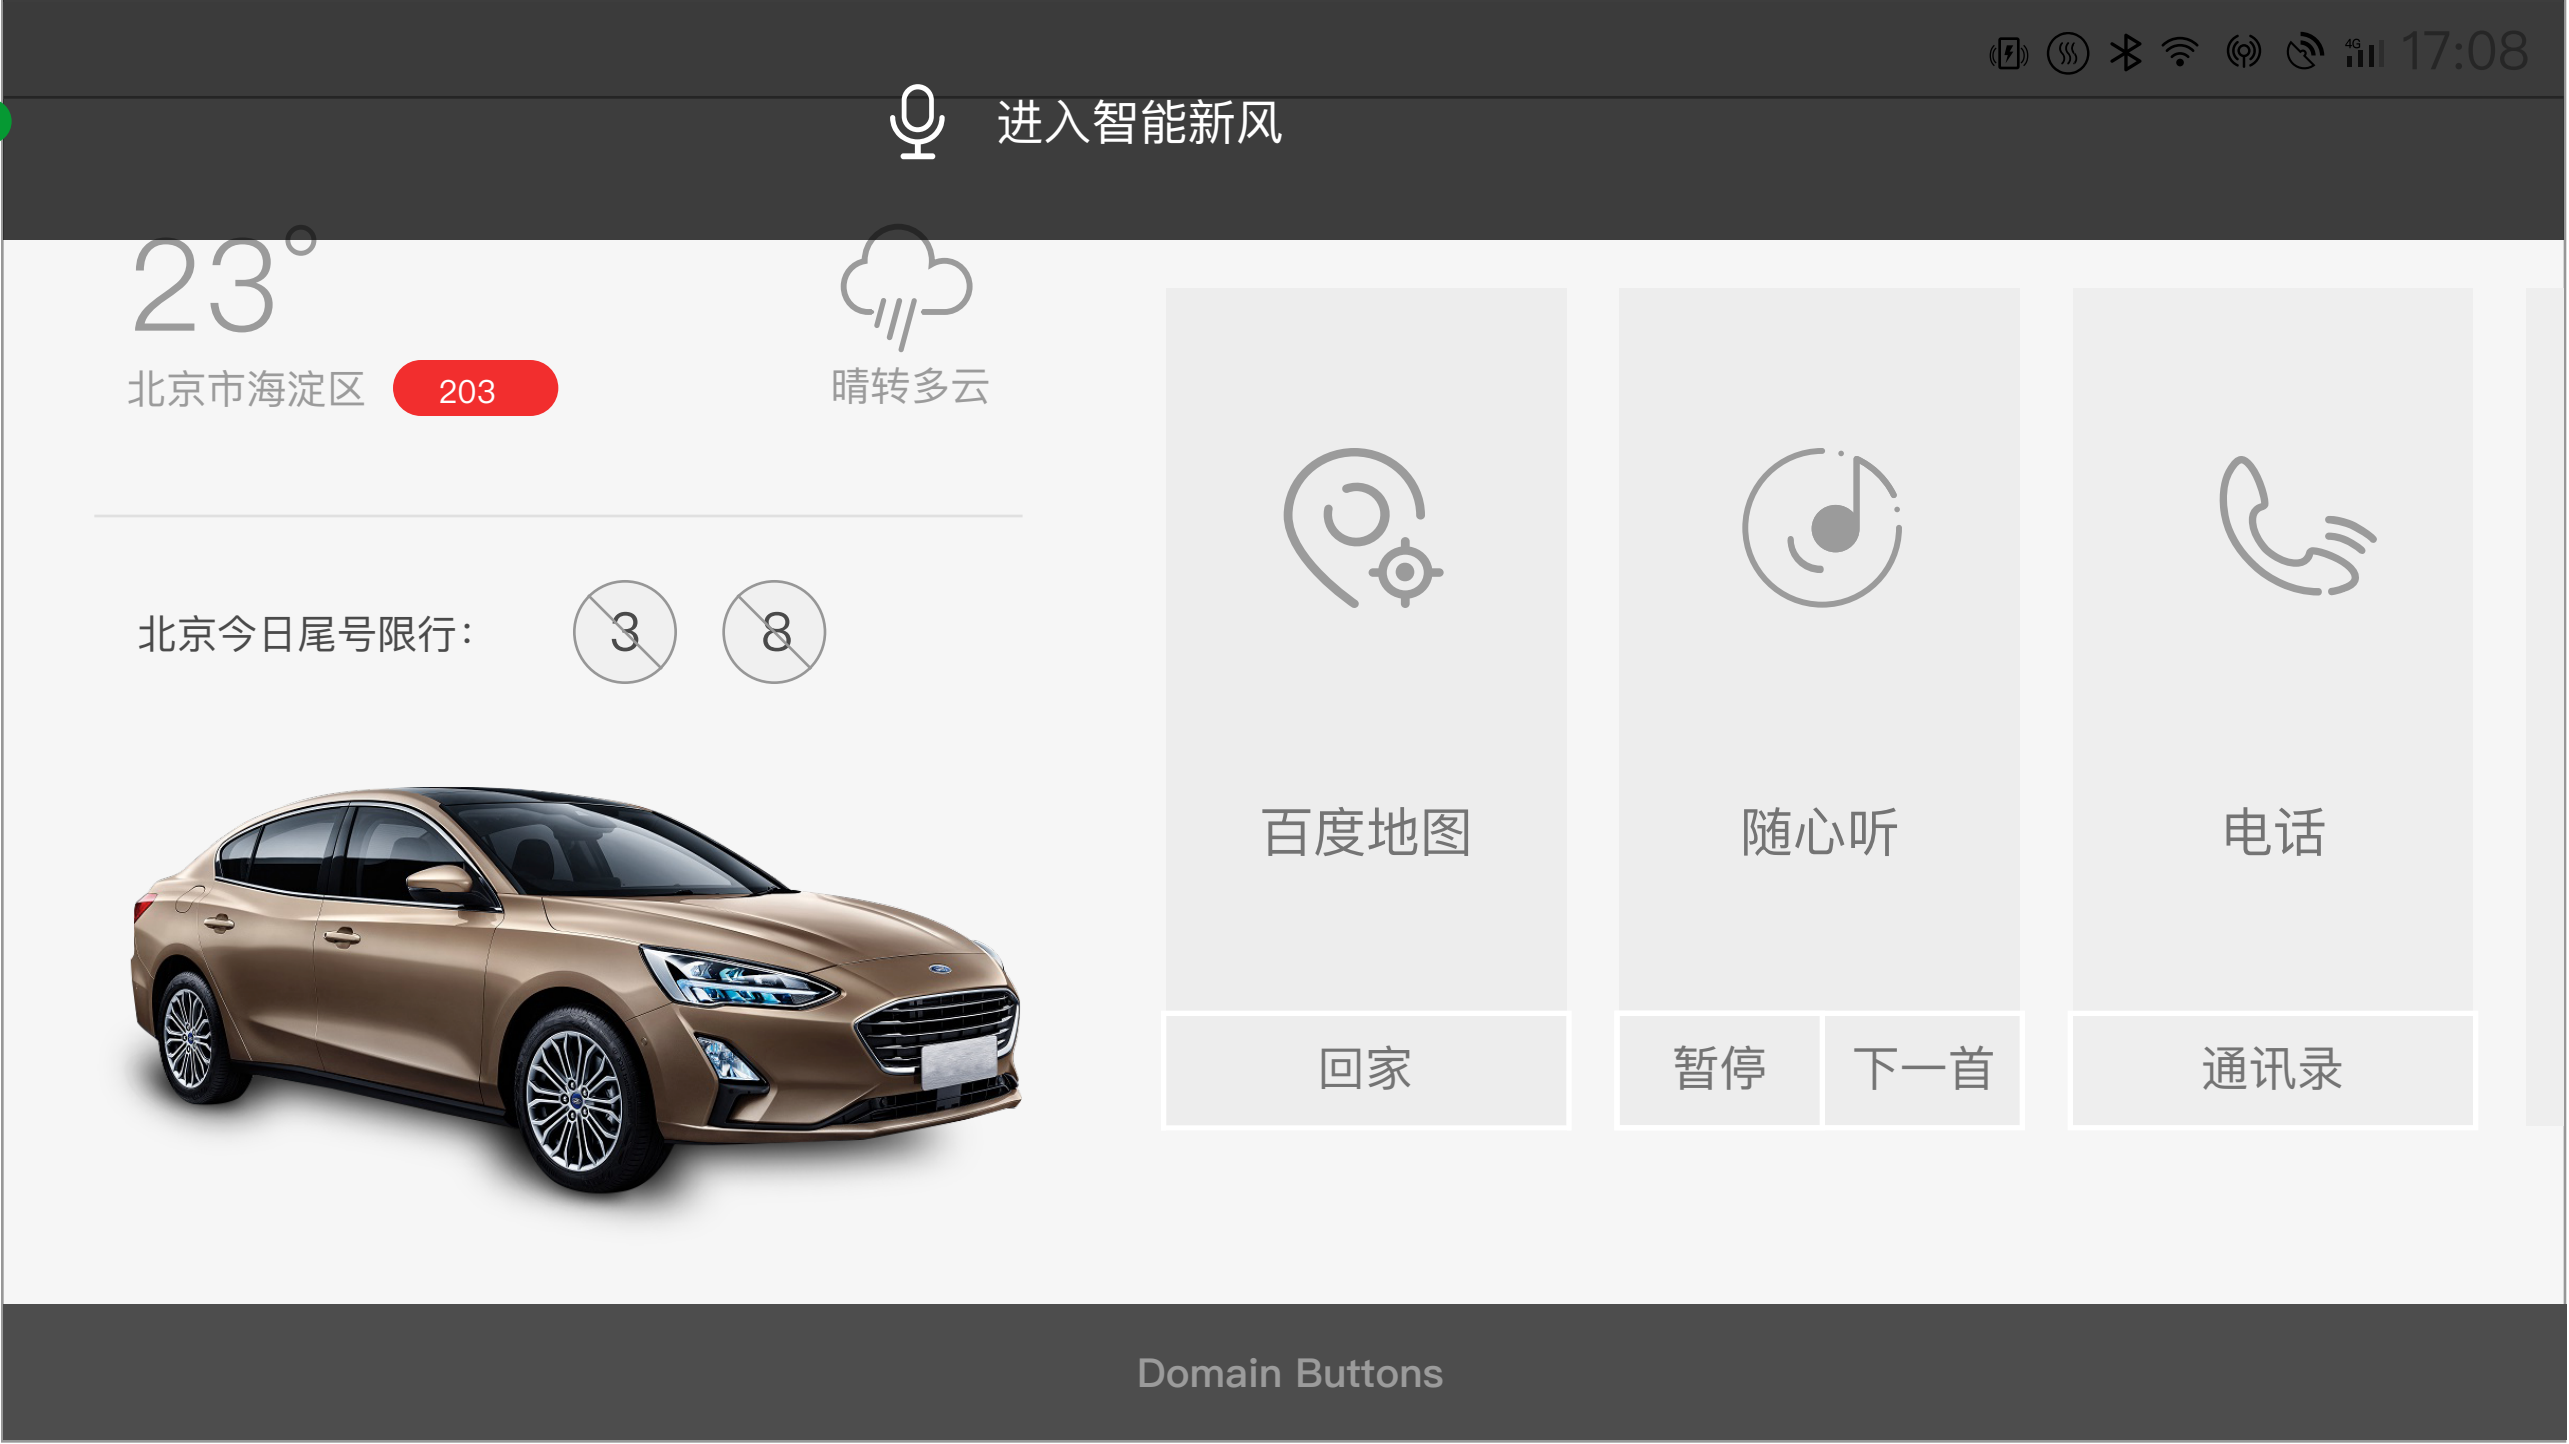 4G 17:08
进入智能新风
23°
北京市海淀区 203
晴转多云
北京今日尾号限行：
3 8
百度地图
随心听
电话
回家
暂停
下一首
通讯录
Domain Buttons